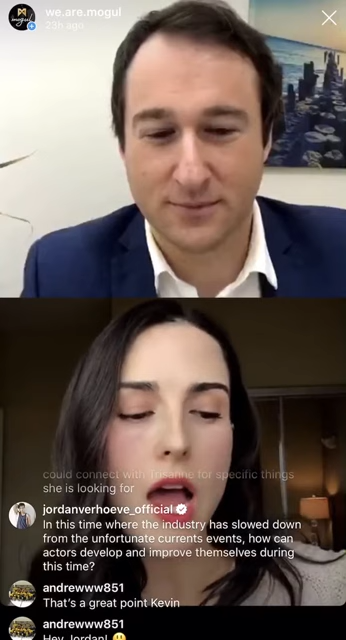 we.are.mogul
23h ago
mogul
could connect with Trisanne for specific things
she is looking for
jordanverhoeve_official
In this time where the industry has slowed down
from the unfortunate currents events, how can
actors develop and improve themselves during
this time?
andrewww851
That's a great point Kevin
andrewww851
Hey Jordan! 😃